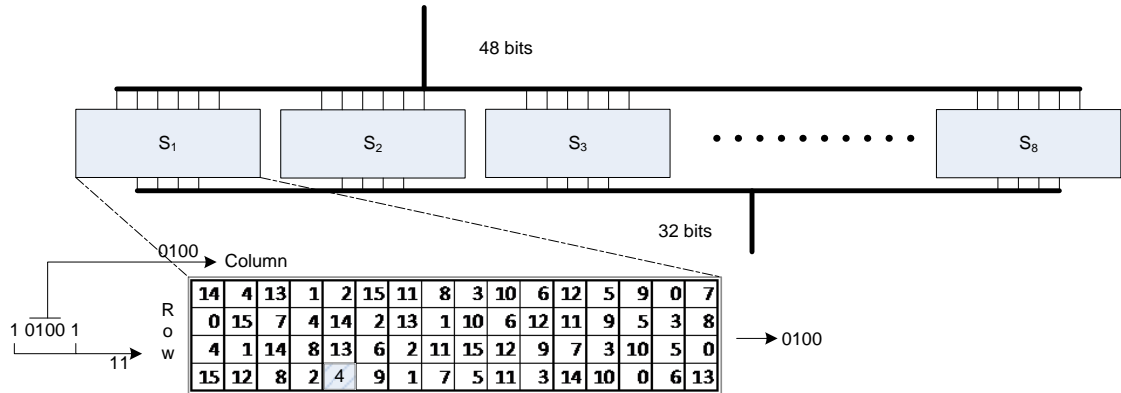 48 bits
S₁ S₂ S₃ S₈
32 bits
0100 Column
14 4 13 1 2 15 11 8 3 10 6 12 5 9 0 7
0 15 7 4 14 2 13 1 10 6 12 11 9 5 3 8
4 1 14 8 13 6 2 11 15 12 9 7 3 10 5 0
15 12 8 2 4 9 1 7 5 11 3 14 10 0 6 13
Row
1 0100 1
11
0100